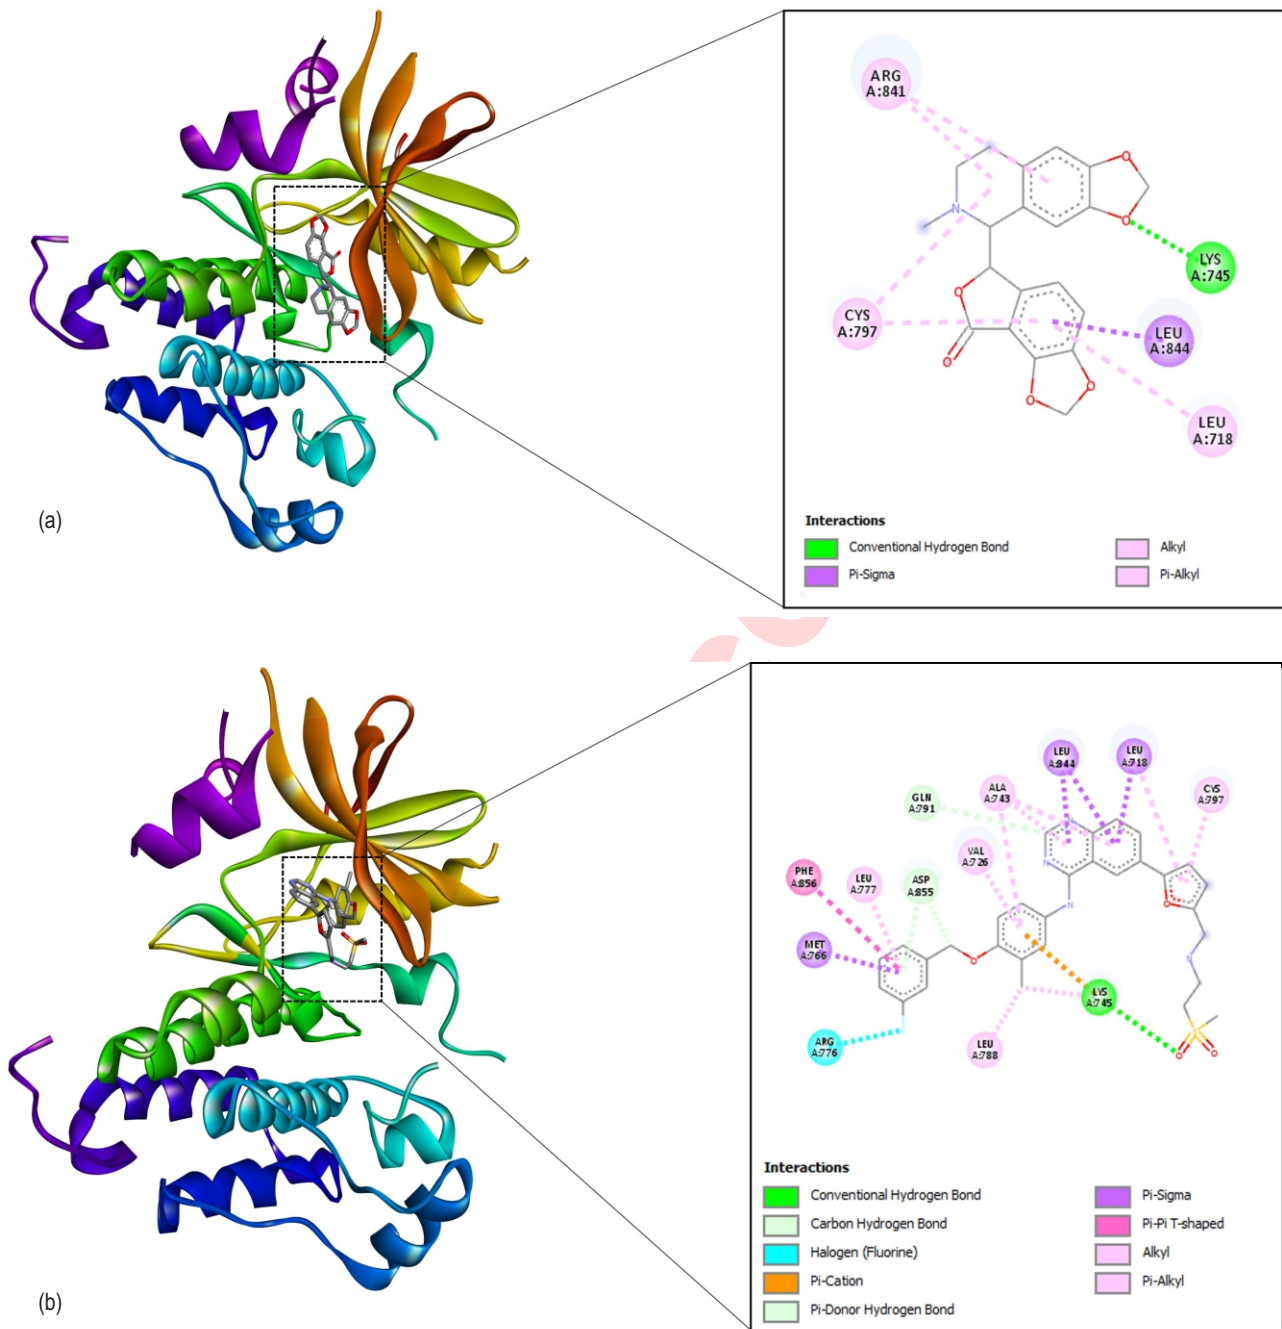 ARG
A:841
N
O
O
LYS
A:745
CYS
A:797
O
LEU
A:844
O
O
O
LEU
A:718
(a)
Interactions
Conventional Hydrogen Bond
Alkyl
Pi-Sigma
Pi-Alkyl
LEU
A:844
LEU
A:718
ALA
A:743
CYS
A:797
GLN
A:791
N
VAL
A:726
N
PHE
A:856
LEU
A:777
ASP
A:855
O
N
MET
A:766
O
N
LYS
A:745
ARG
A:776
LEU
A:788
S
O
O
Interactions
Conventional Hydrogen Bond
Pi-Sigma
Carbon Hydrogen Bond
Pi-Pi T-shaped
Halogen (Fluorine)
Alkyl
Pi-Cation
Pi-Alkyl
Pi-Donor Hydrogen Bond
(b)